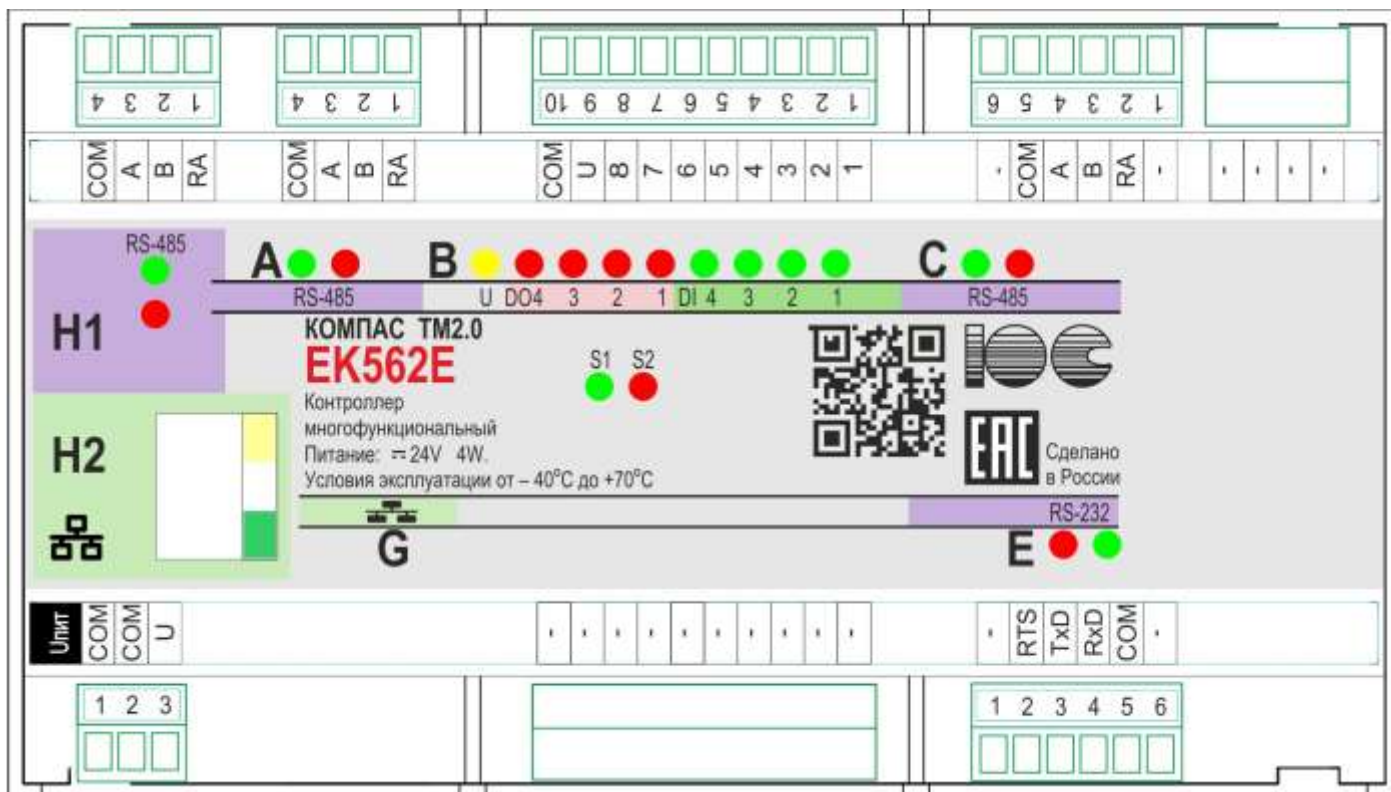 4 3 2 1 4 3 2 1 10 9 8 7 6 5 4 3 2 1 6 5 4 3 2 1
COM A B RA COM A B RA COM U 8 7 6 5 4 3 2 1 - COM A B RA - - - - -
RS-485
A B C
RS-485 U DO4 3 2 1 DI 4 3 2 1 RS-485
H1
КОМПАС ТМ2.0
EK562E
S1 S2
Контроллер
многофункциональный
Питание: ⎓24V 4W.
Условия эксплуатации от – 40°С до +70°С
ЮС
EAC
Сделано
в России
H2
RS-232
G E
Uпит COM COM U - - - - - - - - - - - RTS TxD RxD COM -
1 2 3 1 2 3 4 5 6